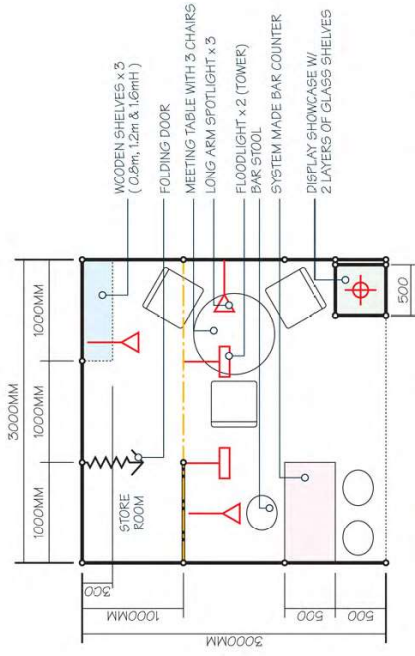 3000MM
1000MM
1000MM
1000MM
300
1000MM
3000MM
500
500
500
STORE
ROOM
WOODEN SHELVES x 3
( 0.8m, 1.2m & 1.6mH )
FOLDING DOOR
MEETING TABLE WITH 3 CHAIRS
LONG ARM SPOTLIGHT x 3
FLOODLIGHT x 2 (TOWER)
BAR STOOL
SYSTEM MADE BAR COUNTER
DISPLAY SHOWCASE W/
2 LAYERS OF GLASS SHELVES